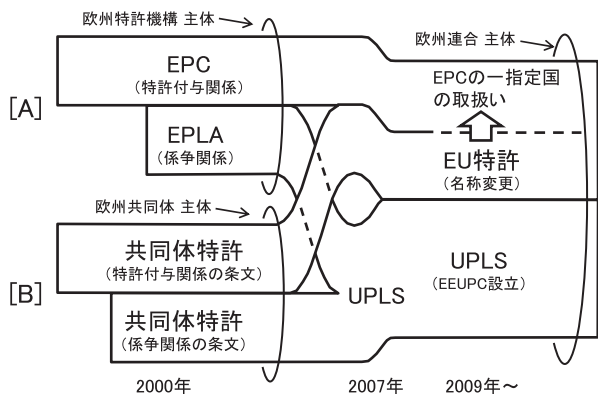 欧州特許機構 主体
欧州連合 主体
EPC
(特許付与関係)
EPCの一指定国
の取扱い
[A]
EPLA
(係争関係)
EU特許
(名称変更)
欧州共同体 主体
共同体特許
(特許付与関係の条文)
UPLS
(EEUPC設立)
[B]
UPLS
共同体特許
(係争関係の条文)
2000年
2007年
2009年～